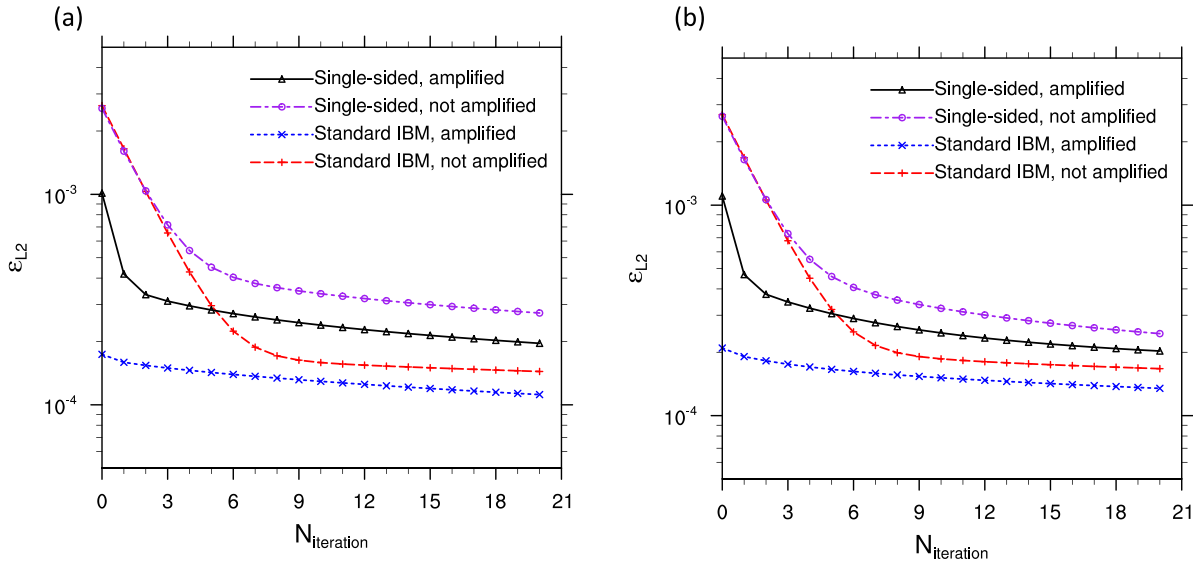 (a)
Single-sided, amplified
Single-sided, not amplified
Standard IBM, amplified
Standard IBM, not amplified
10⁻³
10⁻⁴
ε_L2
0 3 6 9 12 15 18 21
N_iteration
(b)
Single-sided, amplified
Single-sided, not amplified
Standard IBM, amplified
Standard IBM, not amplified
10⁻³
10⁻⁴
ε_L2
0 3 6 9 12 15 18 21
N_iteration